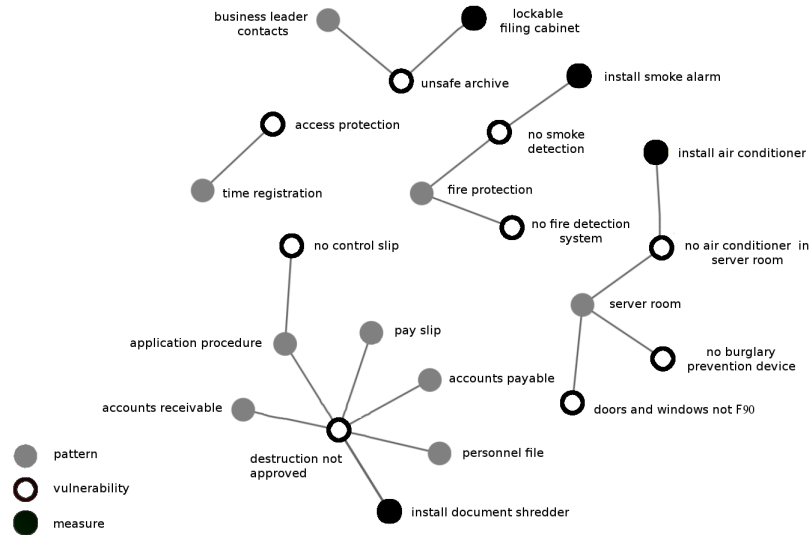 business leader
contacts
lockable
filing cabinet
unsafe archive
install smoke alarm
access protection
no smoke
detection
install air conditioner
time registration
fire protection
no fire detection
system
no control slip
no air conditioner in
server room
server room
pay slip
application procedure
no burglary
prevention device
accounts payable
accounts receivable
doors and windows not F90
destruction not
approved
personnel file
pattern
vulnerability
install document shredder
measure